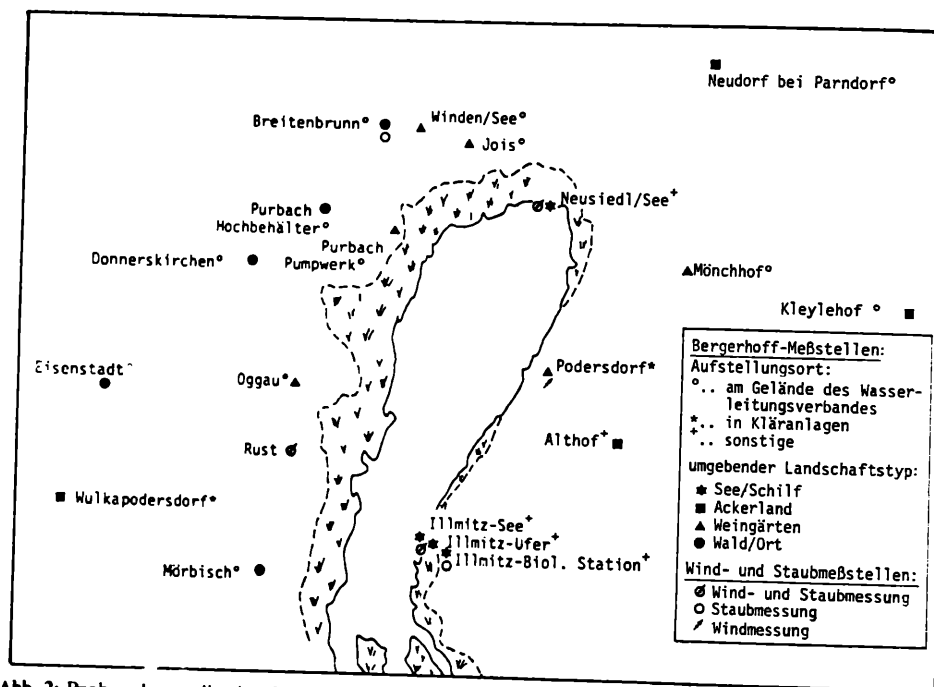 Neudorf bei Parndorf°
Breitenbrunn°
Winden/See°
Jois°
Neusiedl/See⁺
Purbach
Hochbehälter°
Purbach
Pumpwerk°
Donnerskirchen°
Mönchhof°
Kleylehof °
Eisenstadt°
Oggau°
Podersdorf*
Rust
Althof⁺
Wulkapodersdorf*
Illmitz-See⁺
Illmitz-Ufer⁺
Illmitz-Biol. Station⁺
Mörbisch°
Bergerhoff-Meßstellen:
Aufstellungsort:
°.. am Gelände des Wasser-
leitungsverbandes
*.. in Kläranlagen
⁺.. sonstige
umgebender Landschaftstyp:
See/Schilf
Ackerland
Weingärten
Wald/Ort
Wind- und Staubmeßstellen:
Wind- und Staubmessung
Staubmessung
Windmessung
Abb. 2: